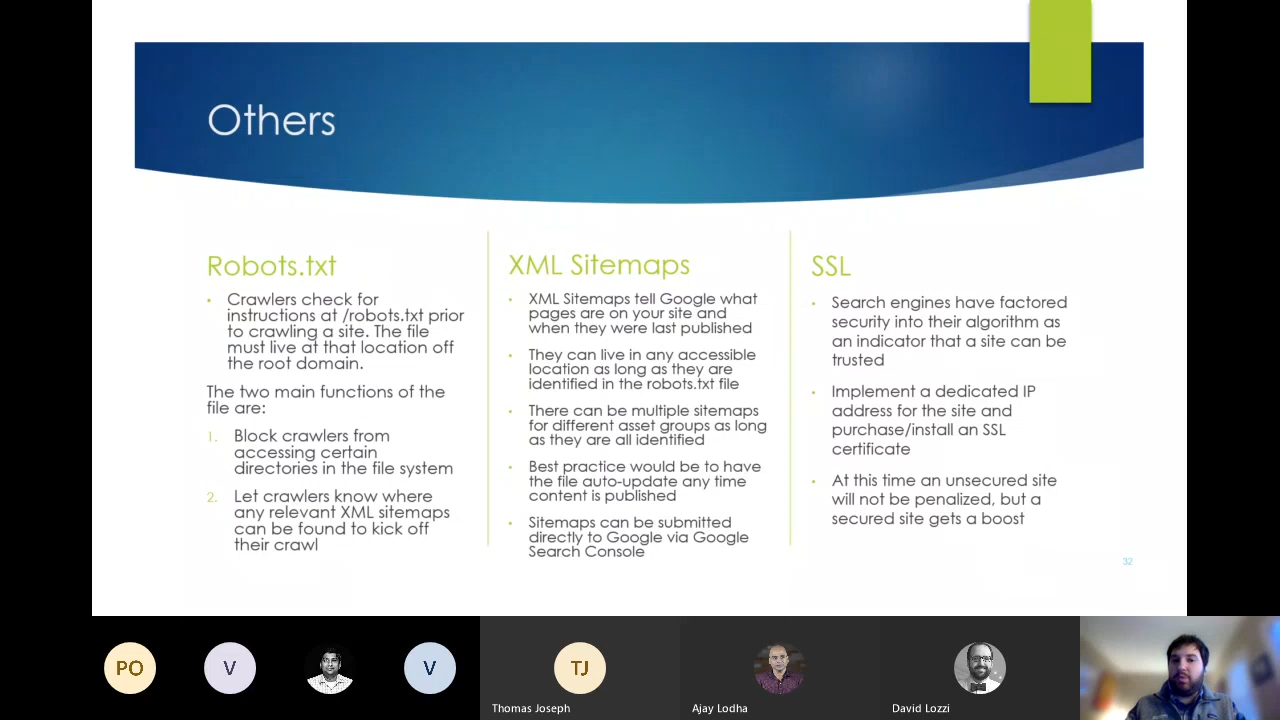 Others
Robots.txt
• Crawlers check for
instructions at /robots.txt prior
to crawling a site. The file
must live at that location off
the root domain.
The two main functions of the
file are:
1. Block crawlers from
accessing certain
directories in the file system
2. Let crawlers know where
any relevant XML sitemaps
can be found to kick off
their crawl
XML Sitemaps
• XML Sitemaps tell Google what
pages are on your site and
when they were last published
• They can live in any accessible
location as long as they are
identified in the robots.txt file
• There can be multiple sitemaps
for different asset groups as long
as they are all identified
• Best practice would be to have
the file auto-update any time
content is published
• Sitemaps can be submitted
directly to Google via Google
Search Console
SSL
• Search engines have factored
security into their algorithm as
an indicator that a site can be
trusted
• Implement a dedicated IP
address for the site and
purchase/install an SSL
certificate
• At this time an unsecured site
will not be penalized, but a
secured site gets a boost
32
PO
V
V
TJ
Thomas Joseph
Ajay Lodha
David Lozzi